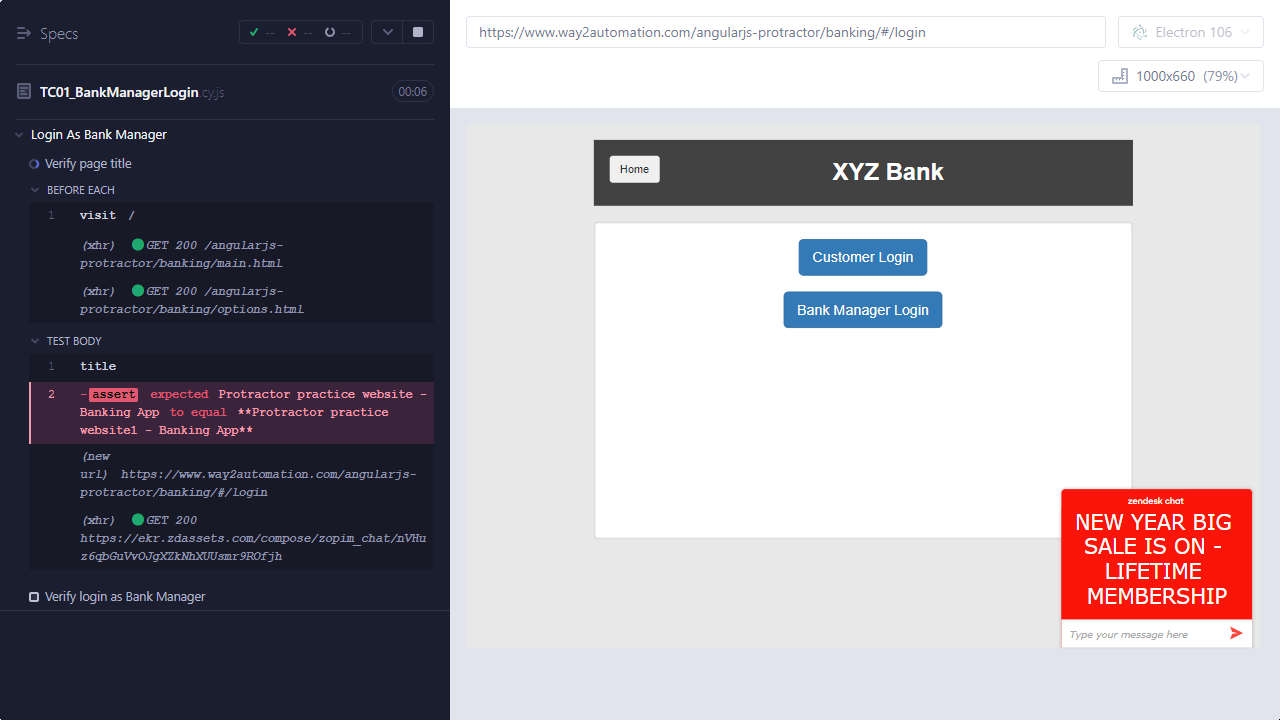 Specs
-- -- --
TC01_BankManagerLogin.cy.js 00:06
Login As Bank Manager
Verify page title
BEFORE EACH
1 visit /
(xhr) GET 200 /angularjs-
protractor/banking/main.html
(xhr) GET 200 /angularjs-
protractor/banking/options.html
TEST BODY
1 title
2 -assert expected Protractor practice website -
Banking App to equal **Protractor practice
website1 - Banking App**
(new
url) https://www.way2automation.com/angularjs-
protractor/banking/#/login
(xhr) GET 200
https://ekr.zdassets.com/compose/zopim_chat/nVHu
z6qbGuVvOJgXZkNhXUUsmr9ROfjh
Verify login as Bank Manager
https://www.way2automation.com/angularjs-protractor/banking/#/login
Electron 106
1000x660 (79%)
Home
XYZ Bank
Customer Login
Bank Manager Login
zendesk chat
NEW YEAR BIG
SALE IS ON -
LIFETIME
MEMBERSHIP
Type your message here